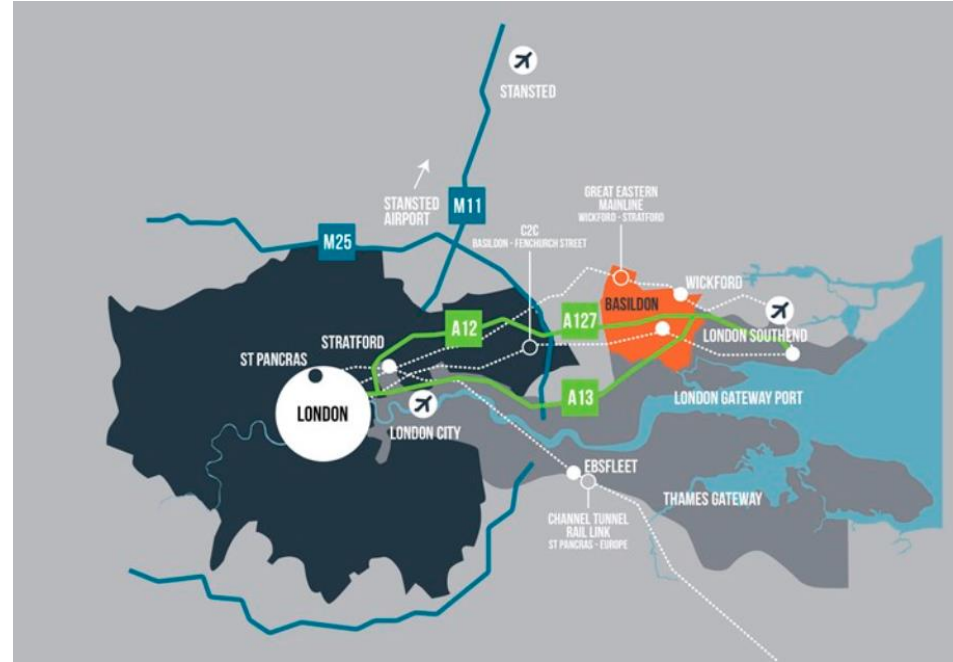 STANSTED
STANSTED
AIRPORT
M11
M25
GREAT EASTERN
MAINLINE
WICKFORD - STRATFORD
C2C
BASILDON - FENCHURCH STREET
WICKFORD
BASILDON
A127
A12
LONDON SOUTHEND
STRATFORD
ST PANCRAS
A13
LONDON GATEWAY PORT
LONDON
LONDON CITY
EBSFLEET
THAMES GATEWAY
CHANNEL TUNNEL
RAIL LINK
ST PANCRAS - EUROPE